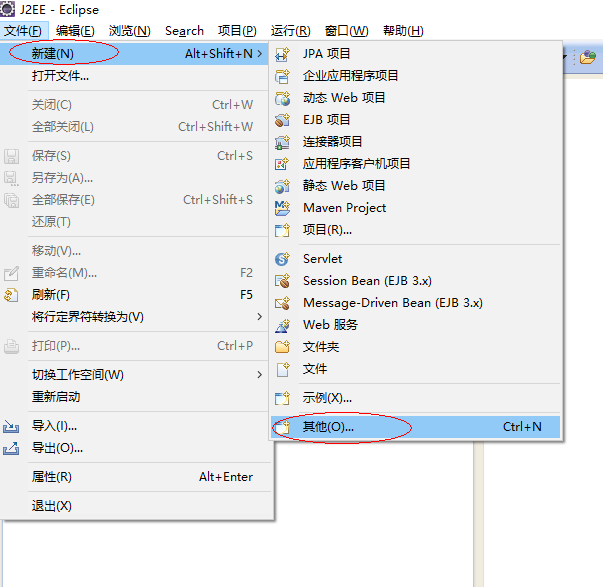 J2EE - Eclipse
文件(F) 编辑(E) 浏览(N) Search 项目(P) 运行(R) 窗口(W) 帮助(H)
新建(N) Alt+Shift+N >
打开文件...
关闭(C) Ctrl+W
全部关闭(L) Ctrl+Shift+W
保存(S) Ctrl+S
另存为(A)...
全部保存(E) Ctrl+Shift+S
还原(T)
移动(V)...
重命名(M)... F2
刷新(F) F5
将行定界符转换为(V) >
打印(P)... Ctrl+P
切换工作空间(W) >
重新启动
导入(I)...
导出(O)...
属性(R) Alt+Enter
退出(X)
JPA 项目
企业应用程序项目
动态 Web 项目
EJB 项目
连接器项目
应用程序客户机项目
静态 Web 项目
Maven Project
项目(R)...
Servlet
Session Bean (EJB 3.x)
Message-Driven Bean (EJB 3.x)
Web 服务
文件夹
文件
示例(X)...
其他(O)... Ctrl+N